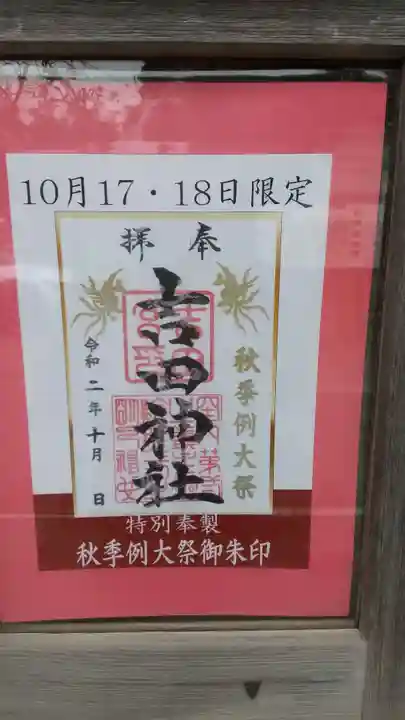 10月17・18日限定
奉拝
秋季例大祭
吉田神社
令和二年十月 日
特別奉製
秋季例大祭御朱印